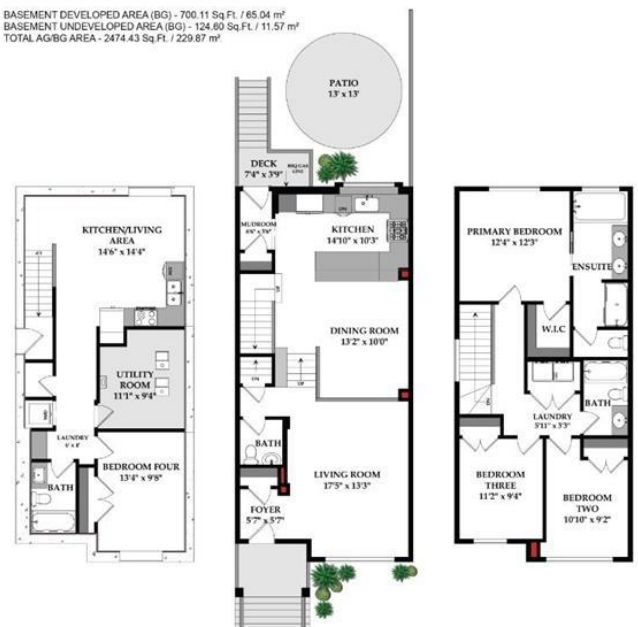 BASEMENT DEVELOPED AREA (BG) - 700.11 Sq.Ft. / 65.04 m²
BASEMENT UNDEVELOPED AREA (BG) - 124.60 Sq.Ft. / 11.57 m²
TOTAL AG/BG AREA - 2474.43 Sq.Ft. / 229.87 m²
KITCHEN/LIVING
AREA
14'6" x 14'4"
UTILITY
ROOM
11'1" x 9'4"
LAUNDRY
BEDROOM FOUR
13'4" x 9'8"
BATH
PATIO
13' x 13'
DECK
7'4" x 3'9"
BBQ GAS
LINE
MUDROOM
KITCHEN
14'10" x 10'3"
DINING ROOM
13'2" x 10'0"
UP
DN
UP
BATH
LIVING ROOM
17'5" x 13'3"
FOYER
5'7" x 5'7"
PRIMARY BEDROOM
12'4" x 12'3"
ENSUITE
W.I.C
DN
LAUNDRY
5'11" x 3'3"
BATH
BEDROOM
THREE
11'2" x 9'4"
BEDROOM
TWO
10'10" x 9'2"